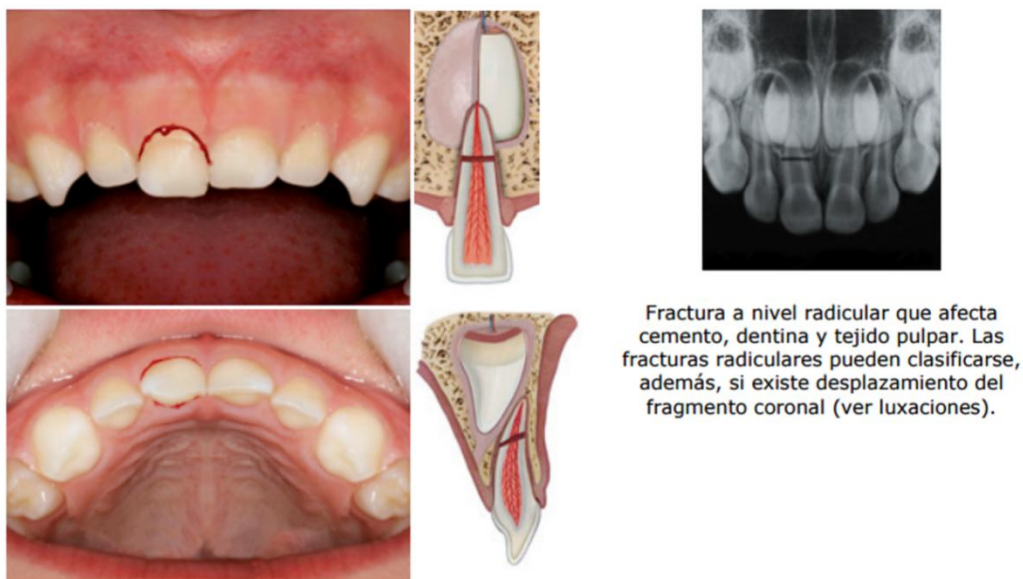 Fractura a nivel radicular que afecta
cemento, dentina y tejido pulpar. Las
fracturas radiculares pueden clasificarse,
además, si existe desplazamiento del
fragmento coronal (ver luxaciones).